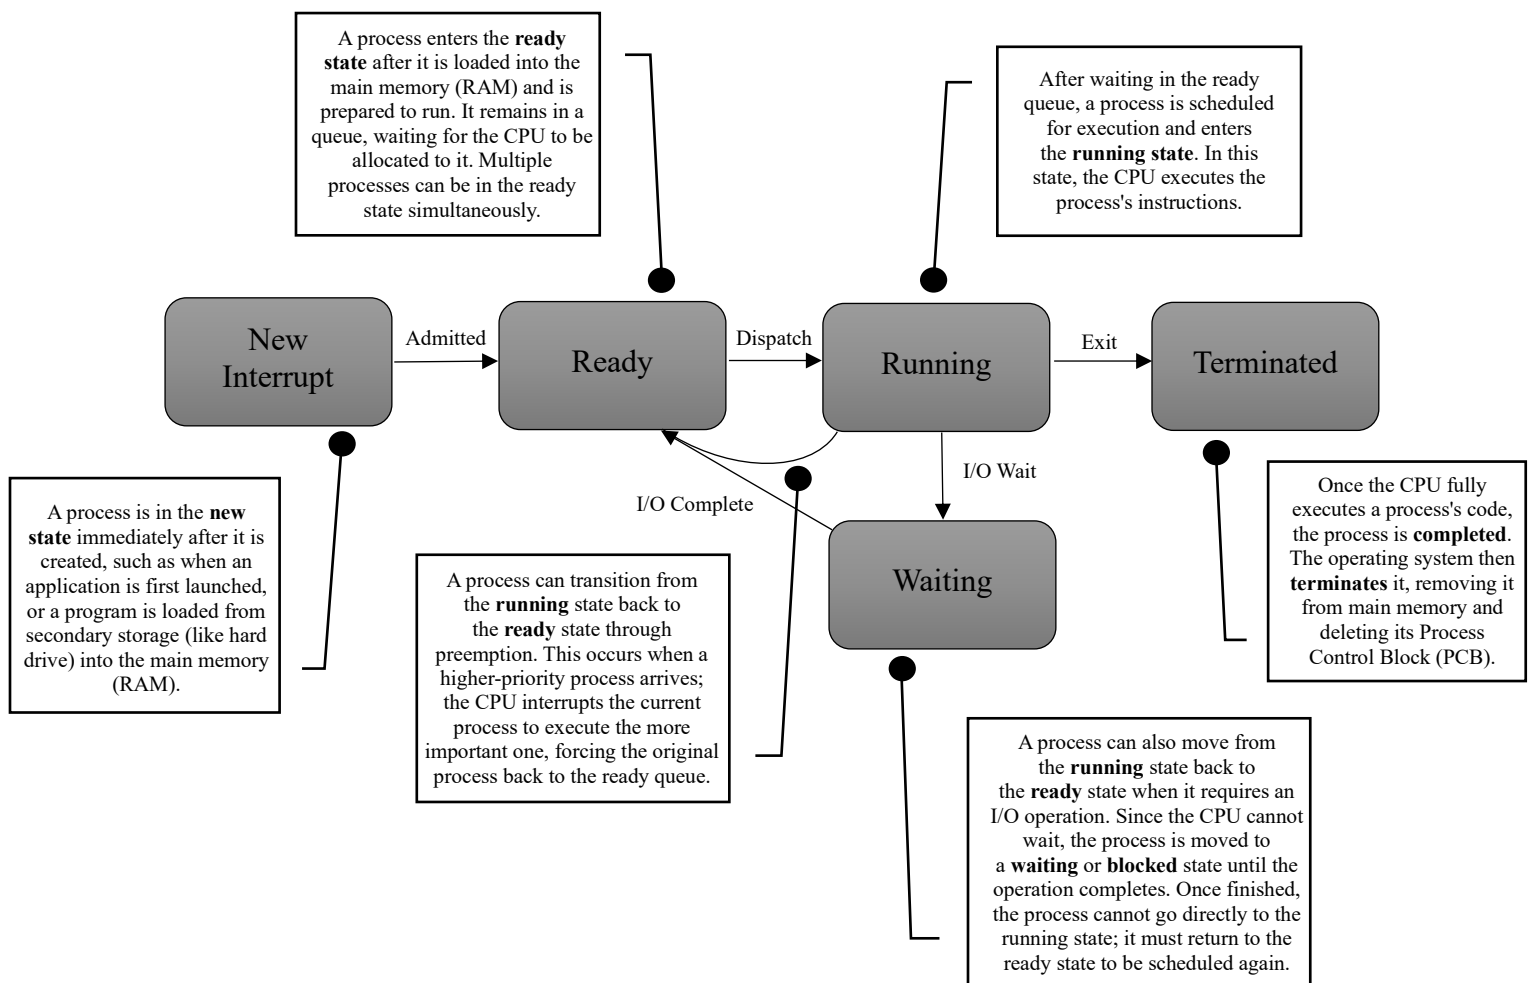 A process enters the ready
state after it is loaded into the
main memory (RAM) and is
prepared to run. It remains in a
queue, waiting for the CPU to be
allocated to it. Multiple
processes can be in the ready
state simultaneously.
After waiting in the ready
queue, a process is scheduled
for execution and enters
the running state. In this
state, the CPU executes the
process's instructions.
New
Interrupt
Admitted
Ready
Dispatch
Running
Exit
Terminated
I/O Wait
I/O Complete
Waiting
A process is in the new
state immediately after it is
created, such as when an
application is first launched,
or a program is loaded from
secondary storage (like hard
drive) into the main memory
(RAM).
A process can transition from
the running state back to
the ready state through
preemption. This occurs when a
higher-priority process arrives;
the CPU interrupts the current
process to execute the more
important one, forcing the original
process back to the ready queue.
Once the CPU fully
executes a process's code,
the process is completed.
The operating system then
terminates it, removing it
from main memory and
deleting its Process
Control Block (PCB).
A process can also move from
the running state back to
the ready state when it requires an
I/O operation. Since the CPU cannot
wait, the process is moved to
a waiting or blocked state until the
operation completes. Once finished,
the process cannot go directly to the
running state; it must return to the
ready state to be scheduled again.